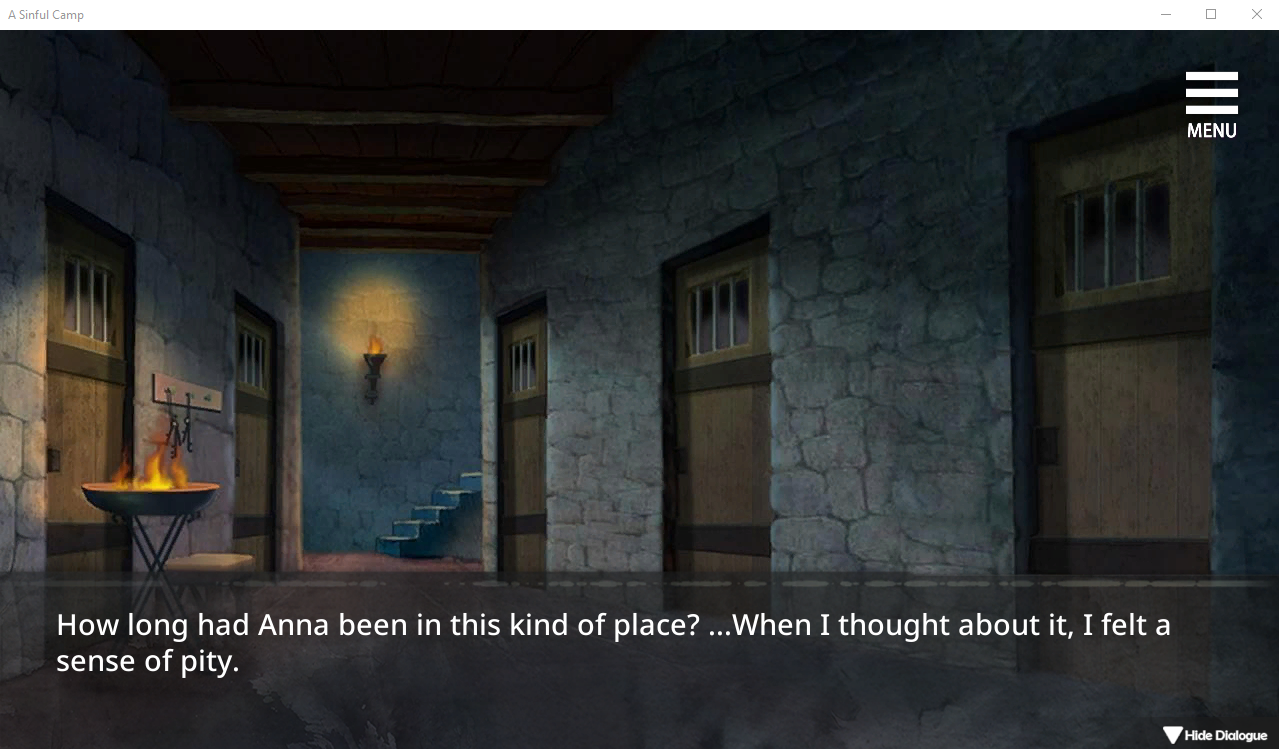 A Sinful Camp
MENU
How long had Anna been in this kind of place? ...When I thought about it, I felt a
sense of pity.
Hide Dialogue